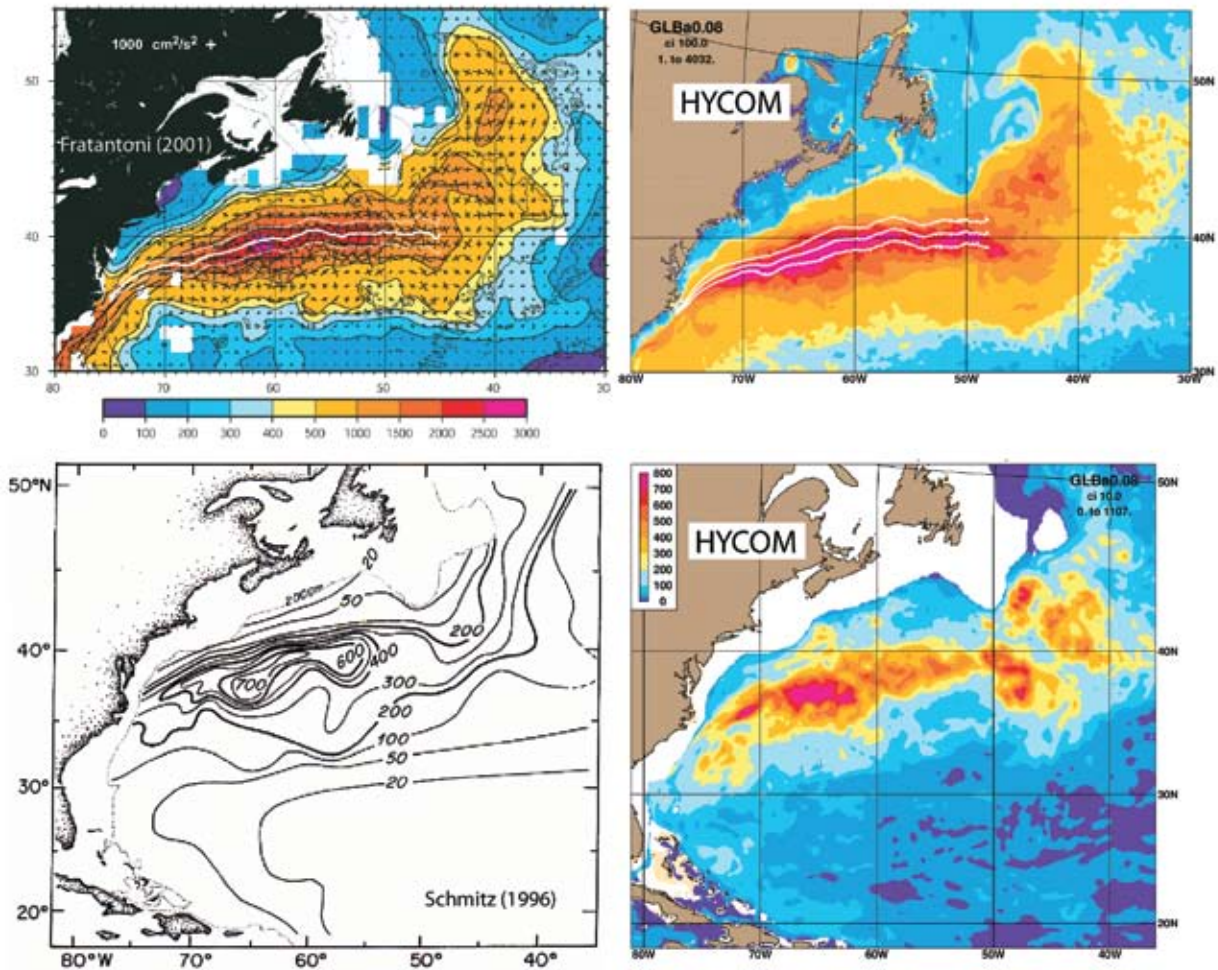 1000 cm²/s² +
Fratantoni (2001)
50
40
30
80 70 60 50 40 30
0 100 200 300 400 500 1000 1500 2000 2500 3000
GLBa0.08
ci 100.0
1. to 4032.
HYCOM
50N
40N
30N
80W 70W 60W 50W 40W 30W
50°N
40°
30°
20°
80°W 70° 60° 50° 40°
20
50
200
600
400
700
300
200
100
50
20
Schmitz (1996)
800
700
600
500
400
300
200
100
0
GLBa0.08
ci 10.0
0. to 1107.
HYCOM
50N
40N
30N
20N
80W 70W 60W 50W 40W